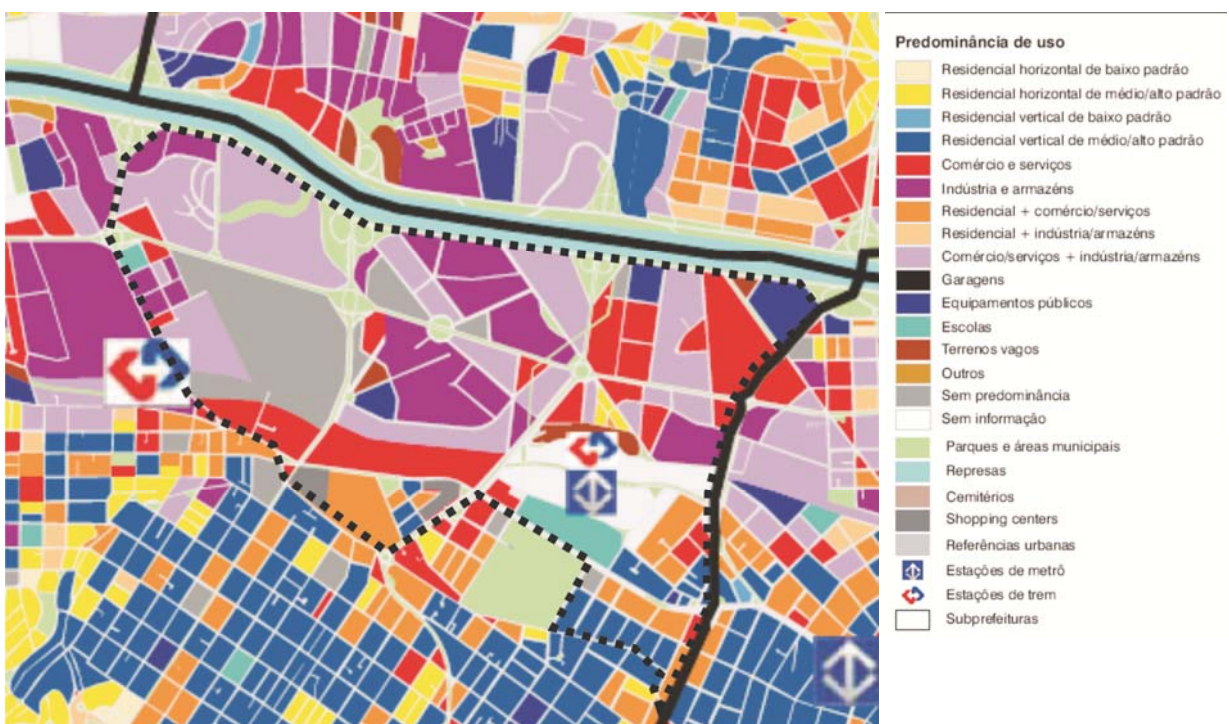 Predominância de uso
Residencial horizontal de baixo padrão
Residencial horizontal de médio/alto padrão
Residencial vertical de baixo padrão
Residencial vertical de médio/alto padrão
Comércio e serviços
Indústria e armazéns
Residencial + comércio/serviços
Residencial + indústria/armazéns
Comércio/serviços + indústria/armazéns
Garagens
Equipamentos públicos
Escolas
Terrenos vagos
Outros
Sem predominância
Sem informação
Parques e áreas municipais
Represas
Cemitérios
Shopping centers
Referências urbanas
Estações de metrô
Estações de trem
Subprefeituras